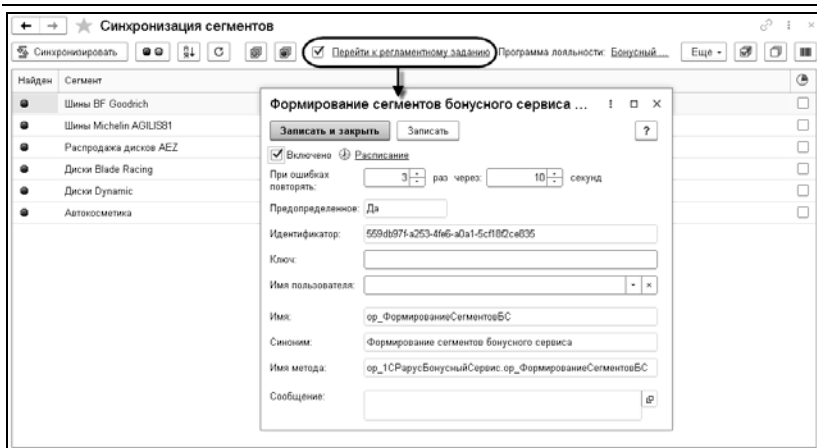 Синхронизация сегментов
Синхронизировать Перейти к регламентному заданию Программа лояльности: Бонусный ... Еще
Найден Сегмент
Шины BF Goodrich
Шины Michelin AGILIS81
Распродажа дисков AEZ
Диски Blade Racing
Диски Dynamic
Автокосметика
Формирование сегментов бонусного сервиса ...
Записать и закрыть Записать ?
Включено Расписание
При ошибках повторять: 3 раз через: 10 секунд
Предопределенное: Да
Идентификатор: 559db97f-a253-4fe6-a0a1-5cf18f2ce835
Ключ:
Имя пользователя:
Имя: ор_ФормированиеСегментовБС
Синоним: Формирование сегментов бонусного сервиса
Имя метода: ор_1СРарусБонусныйСервис.ор_ФормированиеСегментовБС
Сообщение: